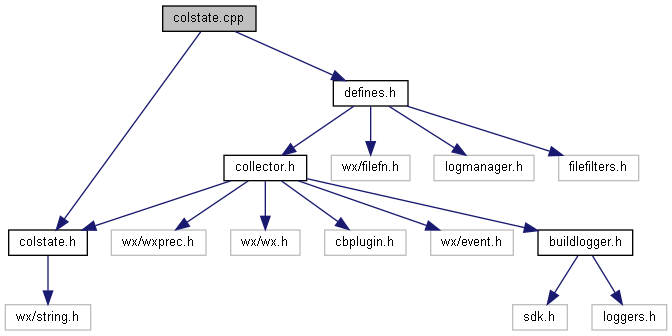 colstate.cpp
defines.h
collector.h
wx/filefn.h
logmanager.h
filefilters.h
colstate.h
wx/wxprec.h
wx/wx.h
cbplugin.h
wx/event.h
buildlogger.h
wx/string.h
sdk.h
loggers.h